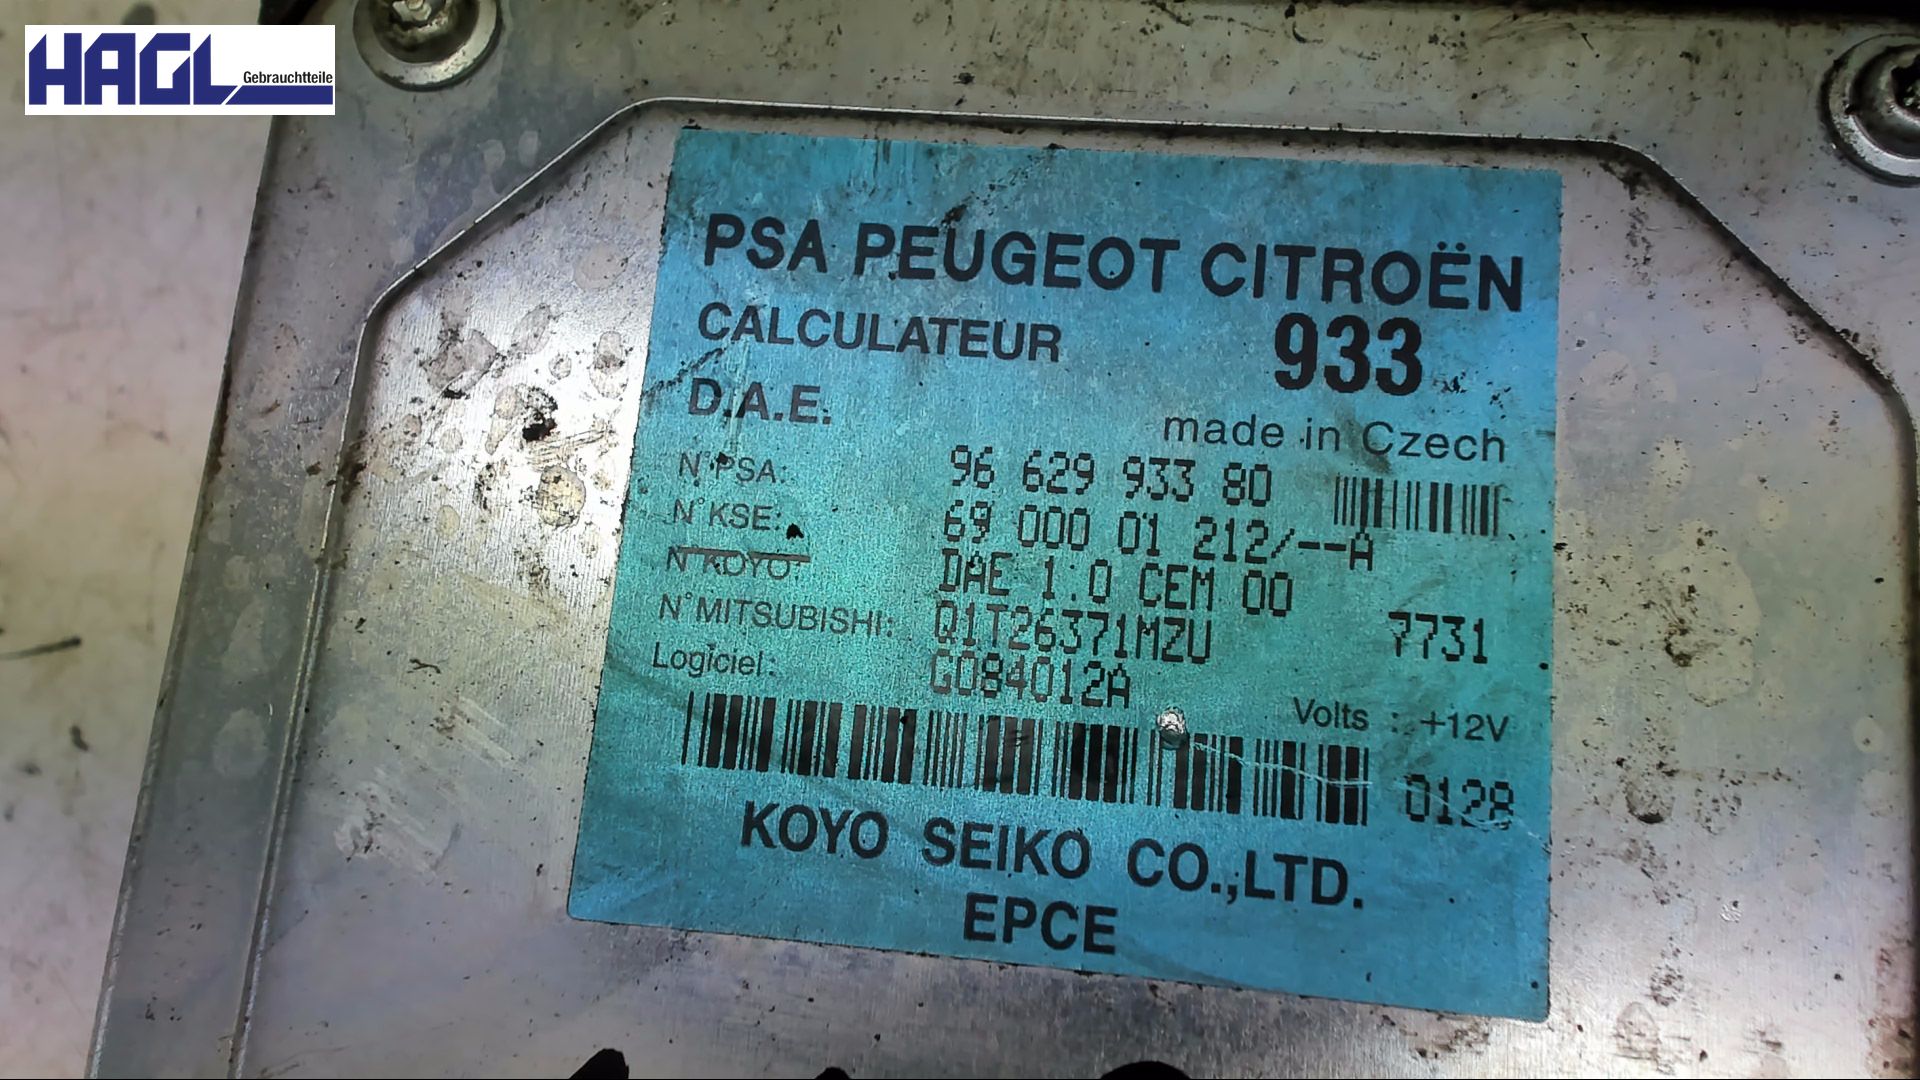 HAGL Gebrauchtteile
PSA PEUGEOT CITROËN
CALCULATEUR 933
D.A.E.
made in Czech
N°PSA: 96 629 933 80
N°KSE: 69 000 01 212/--A
N°KOYO: DAE 1.0 CEM 00
N°MITSUBISHI: Q1T26371MZU 7731
Logiciel: G084012A
Volts : +12V
0128
KOYO SEIKO CO.,LTD.
EPCE